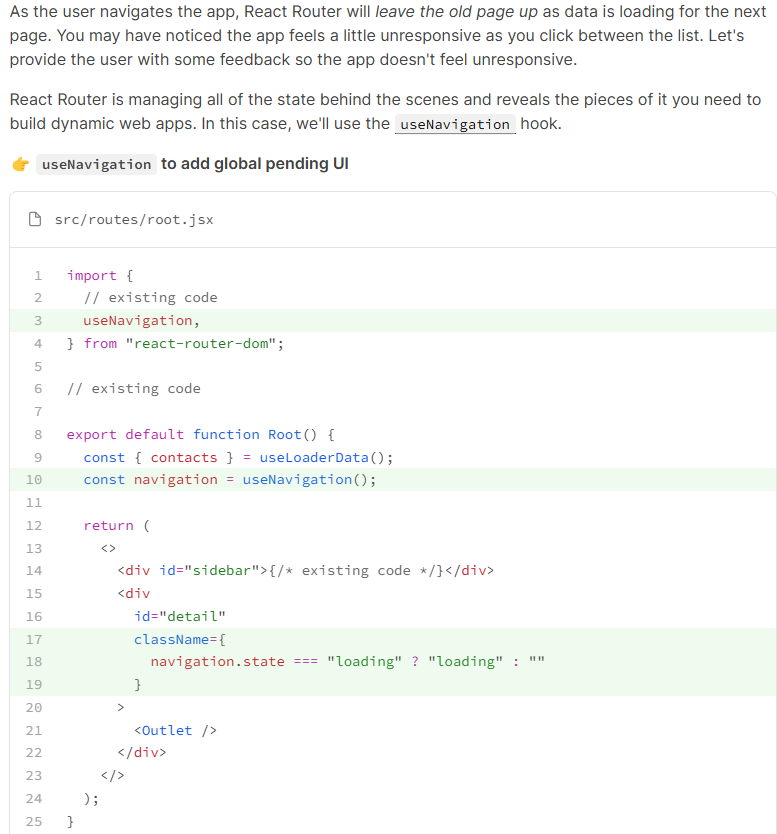 As the user navigates the app, React Router will leave the old page up as data is loading for the next
page. You may have noticed the app feels a little unresponsive as you click between the list. Let's
provide the user with some feedback so the app doesn't feel unresponsive.
React Router is managing all of the state behind the scenes and reveals the pieces of it you need to
build dynamic web apps. In this case, we'll use the useNavigation hook.
👉 useNavigation to add global pending UI
src/routes/root.jsx
1 import {
2   // existing code
3   useNavigation,
4 } from "react-router-dom";
5
6 // existing code
7
8 export default function Root() {
9   const { contacts } = useLoaderData();
10   const navigation = useNavigation();
11
12   return (
13     <>
14       <div id="sidebar">{/* existing code */}</div>
15       <div
16         id="detail"
17         className={
18           navigation.state === "loading" ? "loading" : ""
19         }
20       >
21         <Outlet />
22       </div>
23     </>
24   );
25 }